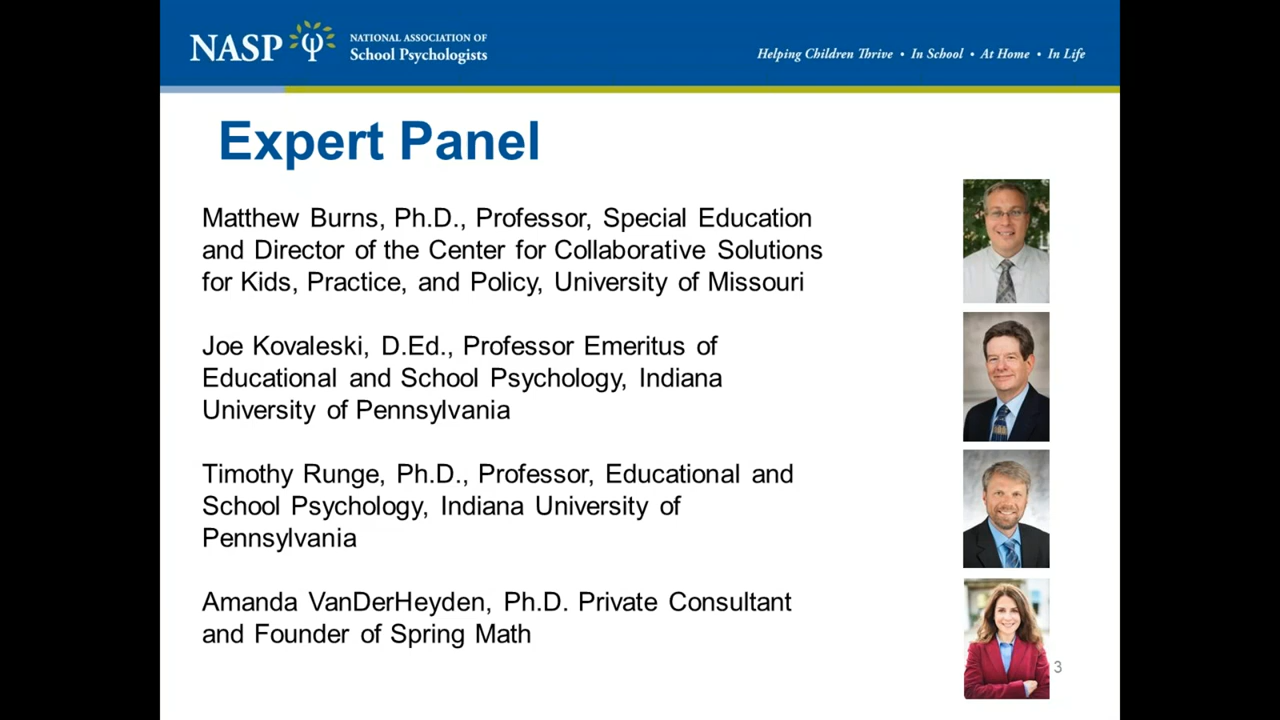 NASP
NATIONAL ASSOCIATION OF
School Psychologists
Helping Children Thrive • In School • At Home • In Life
Expert Panel
Matthew Burns, Ph.D., Professor, Special Education
and Director of the Center for Collaborative Solutions
for Kids, Practice, and Policy, University of Missouri
Joe Kovaleski, D.Ed., Professor Emeritus of
Educational and School Psychology, Indiana
University of Pennsylvania
Timothy Runge, Ph.D., Professor, Educational and
School Psychology, Indiana University of
Pennsylvania
Amanda VanDerHeyden, Ph.D. Private Consultant
and Founder of Spring Math
3